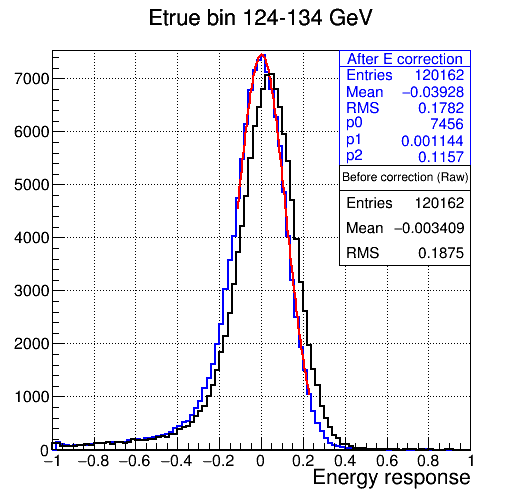 Etrue bin 124-134 GeV
After E correction
Entries 120162
Mean −0.03928
RMS 0.1782
p0 7456
p1 0.001144
p2 0.1157
Before correction (Raw)
Entries 120162
Mean −0.003409
RMS 0.1875
7000
6000
5000
4000
3000
2000
1000
0
−1 −0.8 −0.6 −0.4 −0.2 0 0.2 0.4 0.6 0.8 1
Energy response